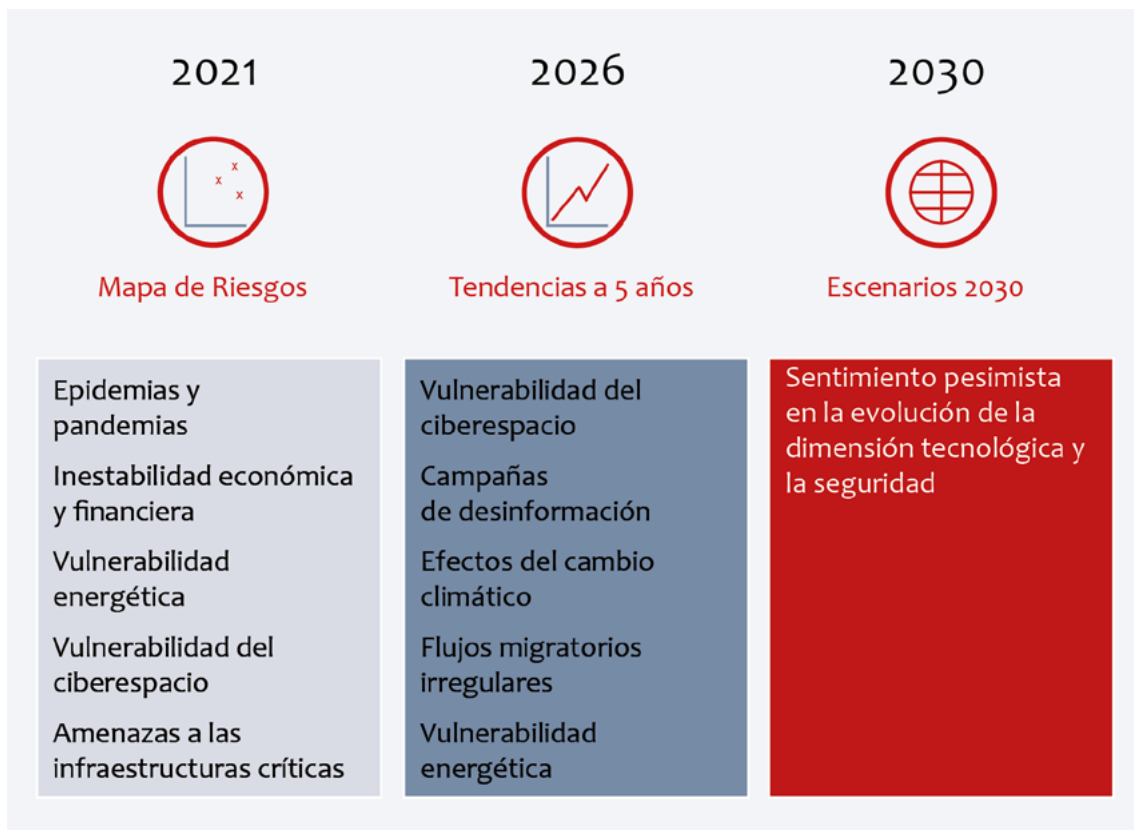 2021
Mapa de Riesgos
Epidemias y
pandemias
Inestabilidad económica
y financiera
Vulnerabilidad
energética
Vulnerabilidad del
ciberespacio
Amenazas a las
infraestructuras críticas
2026
Tendencias a 5 años
Vulnerabilidad del
ciberespacio
Campañas
de desinformación
Efectos del cambio
climático
Flujos migratorios
irregulares
Vulnerabilidad
energética
2030
Escenarios 2030
Sentimiento pesimista
en la evolución de la
dimensión tecnológica y
la seguridad